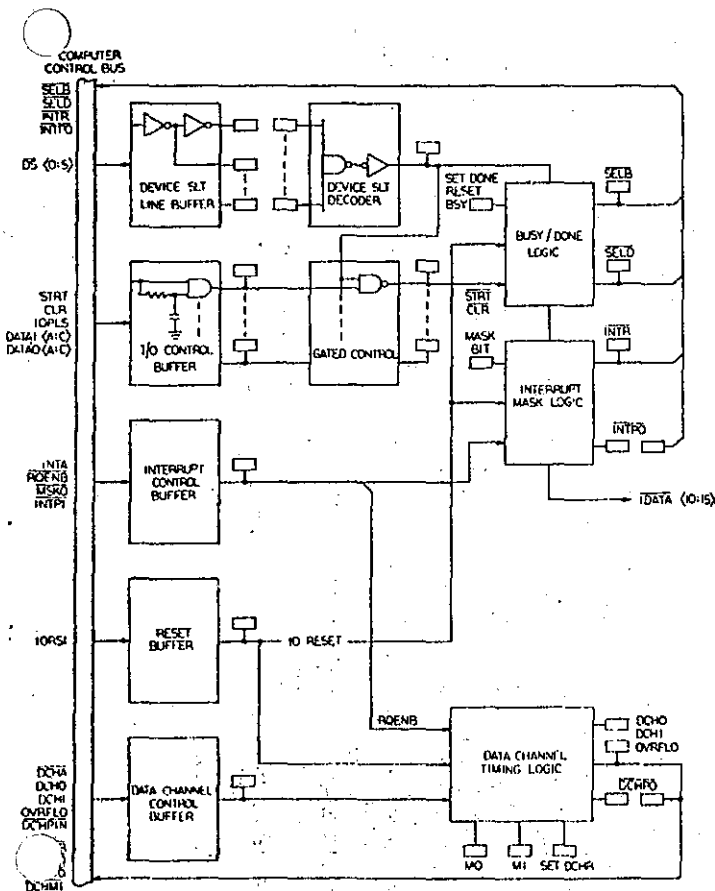 COMPUTER
CONTROL BUS
SELB
SELD
INTR
INTPO
DS (0:5)
DEVICE SLT
LINE BUFFER
DEVICE SLT
DECODER
SET DONE
RESET
BSY
BUSY/DONE
LOGIC
SELB
SELD
STRT
CLR
IOPLS
DATAI (A:C)
DATAO (A:C)
I/O CONTROL
BUFFER
GATED CONTROL
STRT
CLR
MASK
BIT
INTERRUPT
MASK LOGIC
INTR
INTPO
IDATA (10:15)
INTA
RQENB
MSKO
INTPI
INTERRUPT
CONTROL
BUFFER
IORST
RESET
BUFFER
IO RESET
RQENB
DCHA
DCHO
DCHI
OVRFLO
DCHPIN
DCHMI
DATA CHANNEL
CONTROL
BUFFER
DATA CHANNEL
TIMING LOGIC
DCHO
DCHI
OVRFLO
DCHPO
MO
MI
SET DCHR